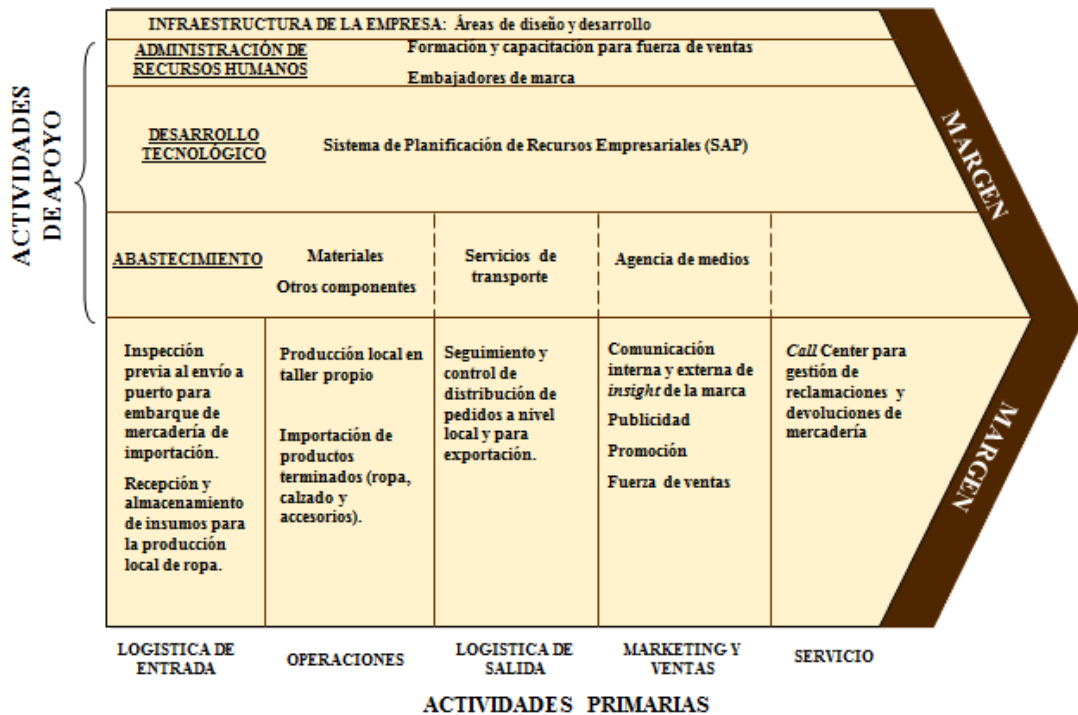 INFRAESTRUCTURA DE LA EMPRESA: Áreas de diseño y desarrollo
ADMINISTRACIÓN DE
RECURSOS HUMANOS
Formación y capacitación para fuerza de ventas
Embajadores de marca
ACTIVIDADES
DE APOYO
DESARROLLO
TECNOLÓGICO
Sistema de Planificación de Recursos Empresariales (SAP)
ABASTECIMIENTO
Materiales
Otros componentes
Servicios de
transporte
Agencia de medios
MARGEN
MARGEN
Inspección
previa al envío a
puerto para
embarque de
mercadería de
importación.
Recepción y
almacenamiento
de insumos para
la producción
local de ropa.
Producción local en
taller propio
Importación de
productos
terminados (ropa,
calzado y
accesorios).
Seguimiento y
control de
distribución de
pedidos a nivel
local y para
exportación.
Comunicación
interna y externa de
insight de la marca
Publicidad
Promoción
Fuerza de ventas
Call Center para
gestión de
reclamaciones y
devoluciones de
mercadería
LOGISTICA DE
ENTRADA
OPERACIONES
LOGISTICA DE
SALIDA
MARKETING Y
VENTAS
SERVICIO
ACTIVIDADES PRIMARIAS